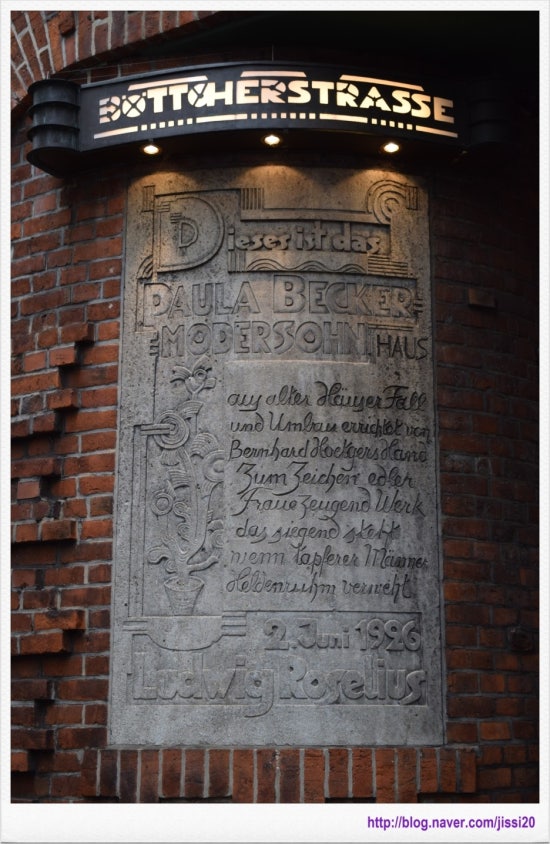 BÖTTCHERSTRASSE
Dieses ist das
PAULA BECKER
MODERSOHN HAUS
aus alter Häuser Fall
und Umbau errichtet von
Bernhard Hoetgers Hand
Zum Zeichen edler
Frau zeugend Werk
das siegend steht
wenn tapferer Männer
Heldenruhm verweht
2. Juni 1926
Ludwig Roselius
http://blog.naver.com/jissi20